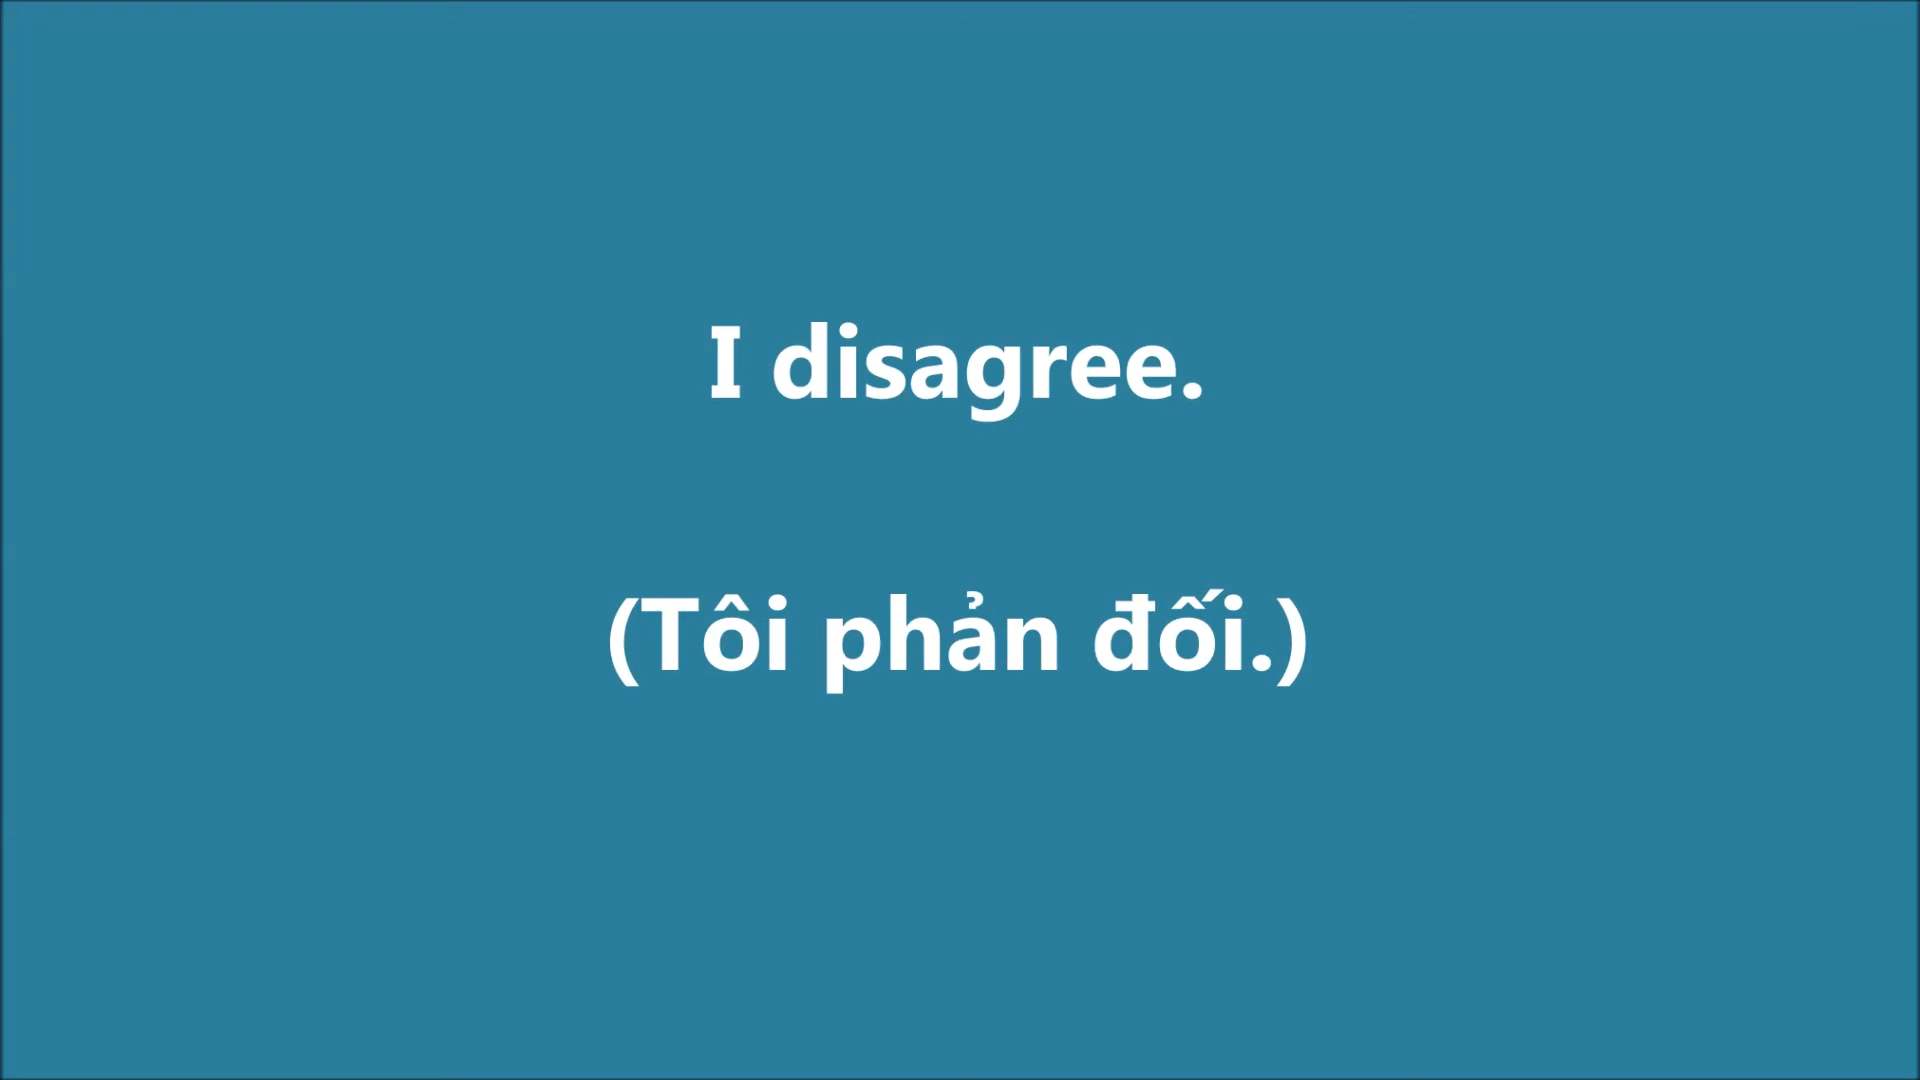 I disagree.
(Tôi phản đối.)